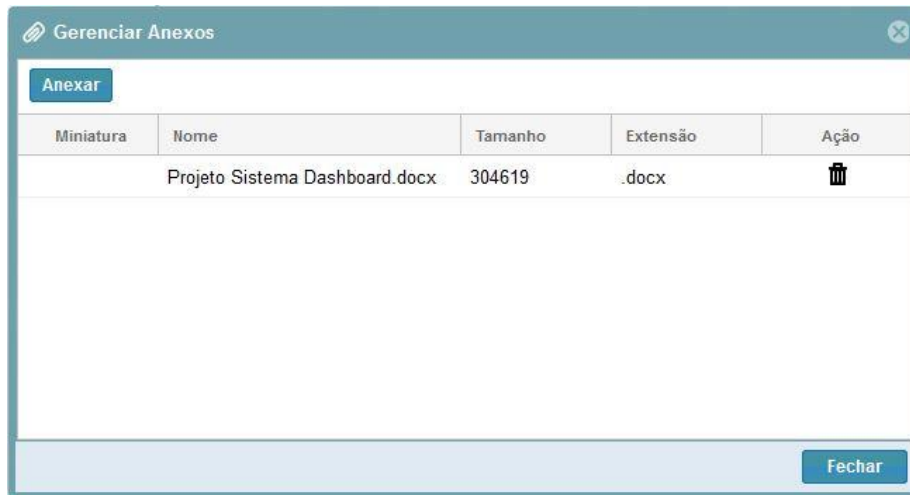 Gerenciar Anexos
Anexar
Miniatura Nome Tamanho Extensão Ação
Projeto Sistema Dashboard.docx 304619 .docx
Fechar